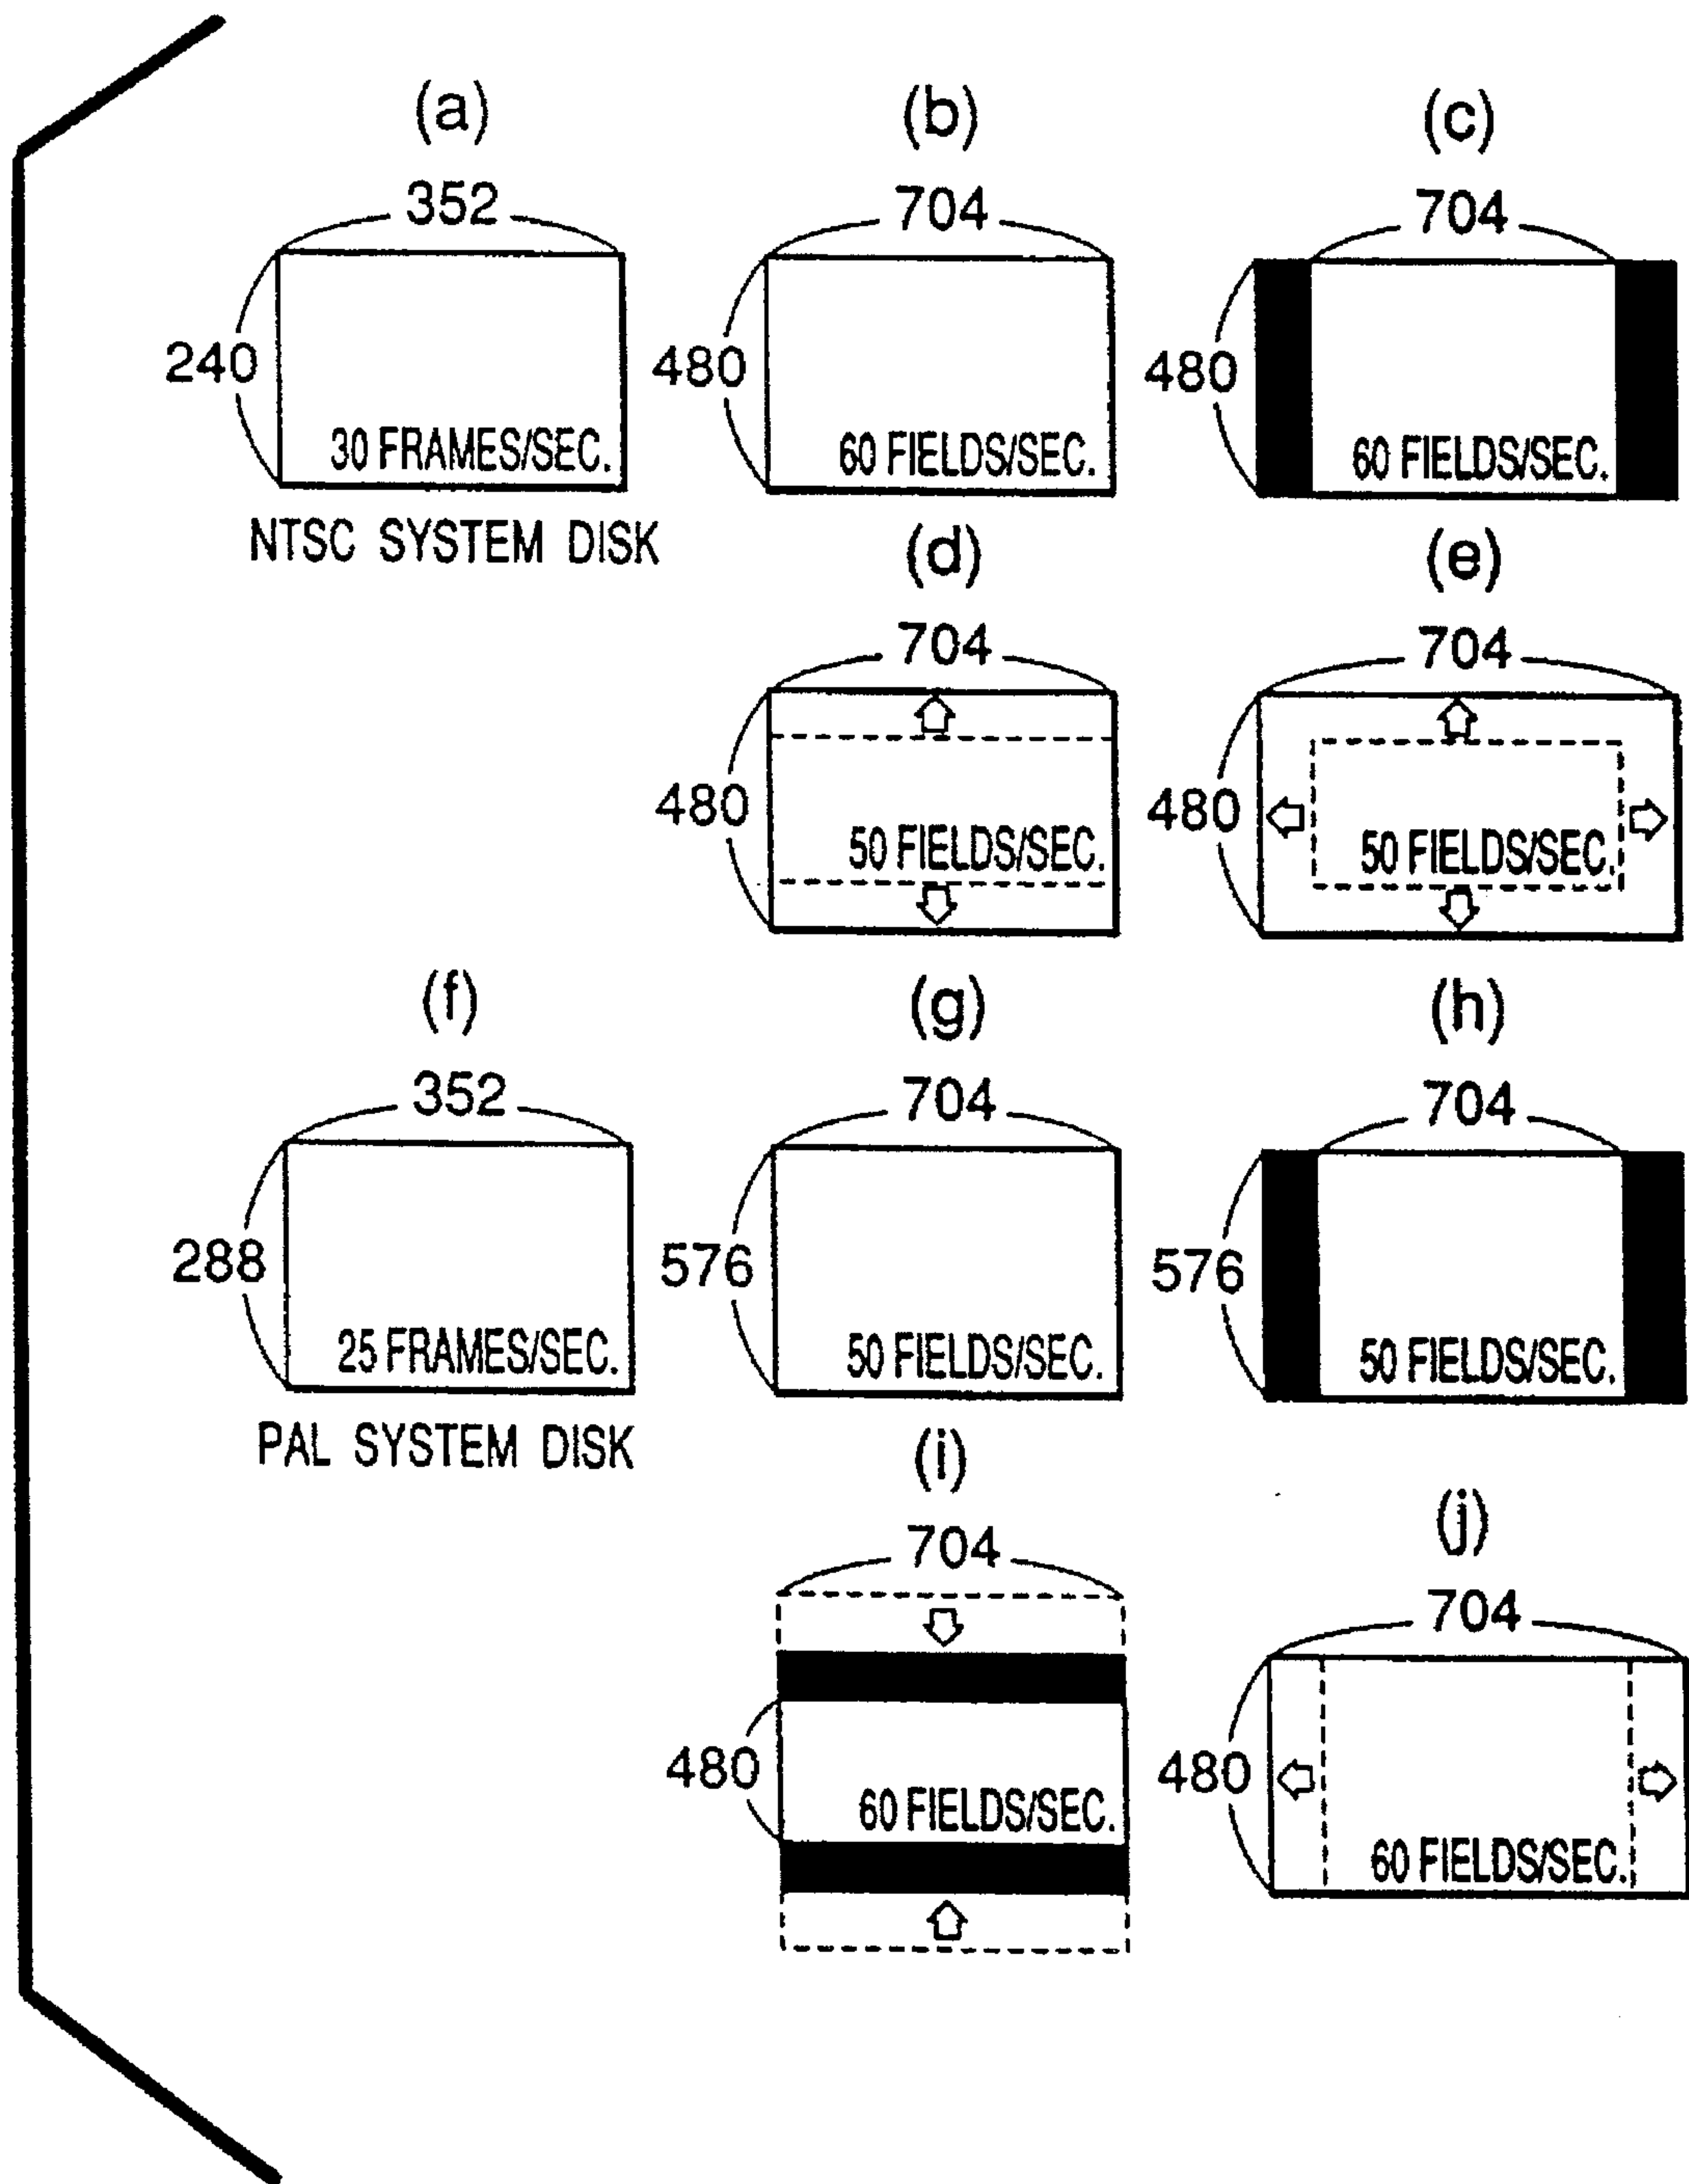 (a)
352
240
30 FRAMES/SEC.
NTSC SYSTEM DISK
(b)
704
480
60 FIELDS/SEC.
(c)
704
480
60 FIELDS/SEC.
(d)
704
480
50 FIELDS/SEC.
(e)
704
480
50 FIELDS/SEC.
(f)
352
288
25 FRAMES/SEC.
PAL SYSTEM DISK
(g)
704
576
50 FIELDS/SEC.
(h)
704
576
50 FIELDS/SEC.
(i)
704
480
60 FIELDS/SEC.
(j)
704
480
60 FIELDS/SEC.